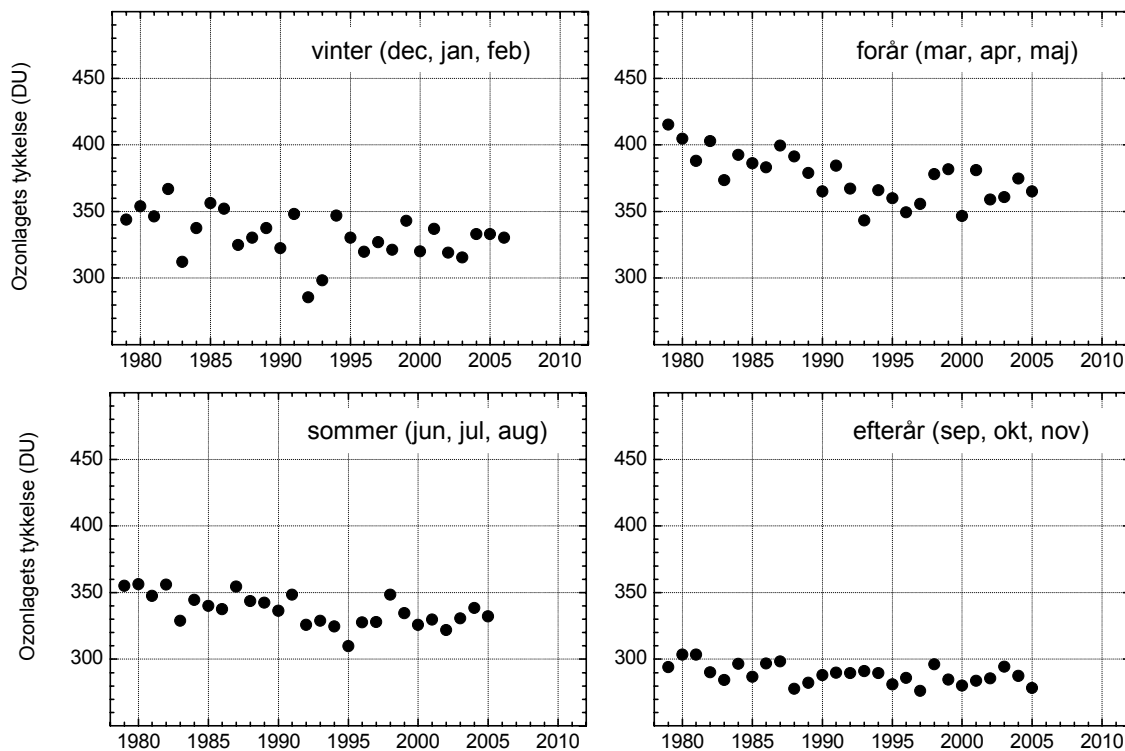 Ozonlagets tykkelse (DU)
vinter (dec, jan, feb)
450
400
350
300
1980 1985 1990 1995 2000 2005 2010
forår (mar, apr, maj)
450
400
350
300
1980 1985 1990 1995 2000 2005 2010
Ozonlagets tykkelse (DU)
sommer (jun, jul, aug)
450
400
350
300
1980 1985 1990 1995 2000 2005 2010
efterår (sep, okt, nov)
450
400
350
300
1980 1985 1990 1995 2000 2005 2010